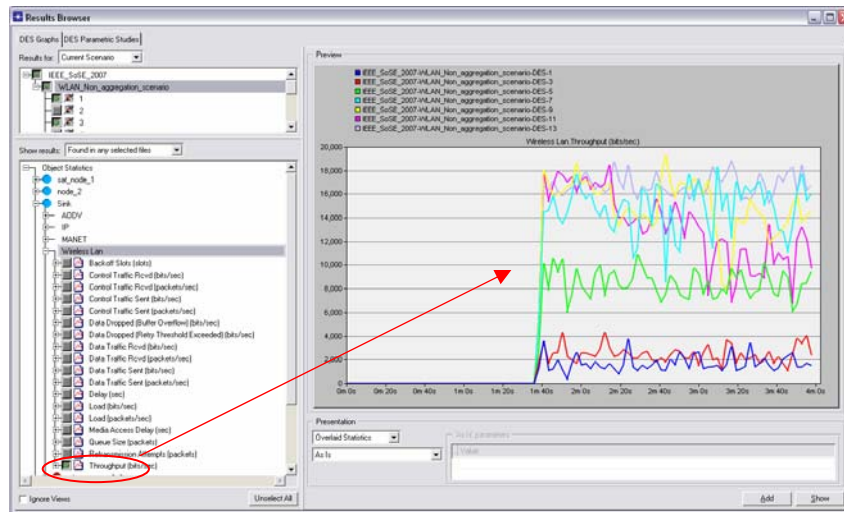 Results Browser
DES Graphs DES Parametric Studies
Results for: Current Scenario
IEEE_SoSE_2007
WLAN_Non_aggregation_scenario
1
2
3
Show results: Found in any selected files
Object Statistics
sat_node_1
node_2
Sink
AODV
IP
MANET
Wireless Lan
Backoff Slots (slots)
Control Traffic Rcvd (bits/sec)
Control Traffic Rcvd (packets/sec)
Control Traffic Sent (bits/sec)
Control Traffic Sent (packets/sec)
Data Dropped (Buffer Overflow) (bits/sec)
Data Dropped (Retry Threshold Exceeded) (bits/sec)
Data Traffic Rcvd (bits/sec)
Data Traffic Rcvd (packets/sec)
Data Traffic Sent (bits/sec)
Data Traffic Sent (packets/sec)
Delay (sec)
Load (bits/sec)
Load (packets/sec)
Media Access Delay (sec)
Queue Size (packets)
Retransmission Attempts (packets)
Throughput (bits/sec)
Ignore Views
Unselect All
Preview
IEEE_SoSE_2007-WLAN_Non_aggregation_scenario-DES-1
IEEE_SoSE_2007-WLAN_Non_aggregation_scenario-DES-3
IEEE_SoSE_2007-WLAN_Non_aggregation_scenario-DES-5
IEEE_SoSE_2007-WLAN_Non_aggregation_scenario-DES-7
IEEE_SoSE_2007-WLAN_Non_aggregation_scenario-DES-9
IEEE_SoSE_2007-WLAN_Non_aggregation_scenario-DES-11
IEEE_SoSE_2007-WLAN_Non_aggregation_scenario-DES-13
Wireless Lan.Throughput (bits/sec)
20,000
18,000
16,000
14,000
12,000
10,000
8,000
6,000
4,000
2,000
0
0m 0s 0m 20s 0m 40s 1m 0s 1m 20s 1m 40s 2m 0s 2m 20s 2m 40s 3m 0s 3m 20s 3m 40s 4m 0s
Presentation
Overlaid Statistics
As Is
As Is parameters
Value
Add Show